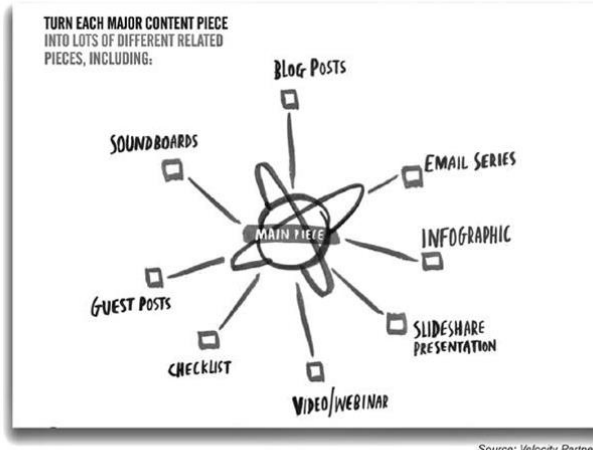 TURN EACH MAJOR CONTENT PIECE
INTO LOTS OF DIFFERENT RELATED
PIECES, INCLUDING:
BLOG POSTS
SOUNDBOARDS
EMAIL SERIES
MAIN PIECE
INFOGRAPHIC
GUEST POSTS
SLIDESHARE
PRESENTATION
CHECKLIST
VIDEO/WEBINAR
Source: Velocity